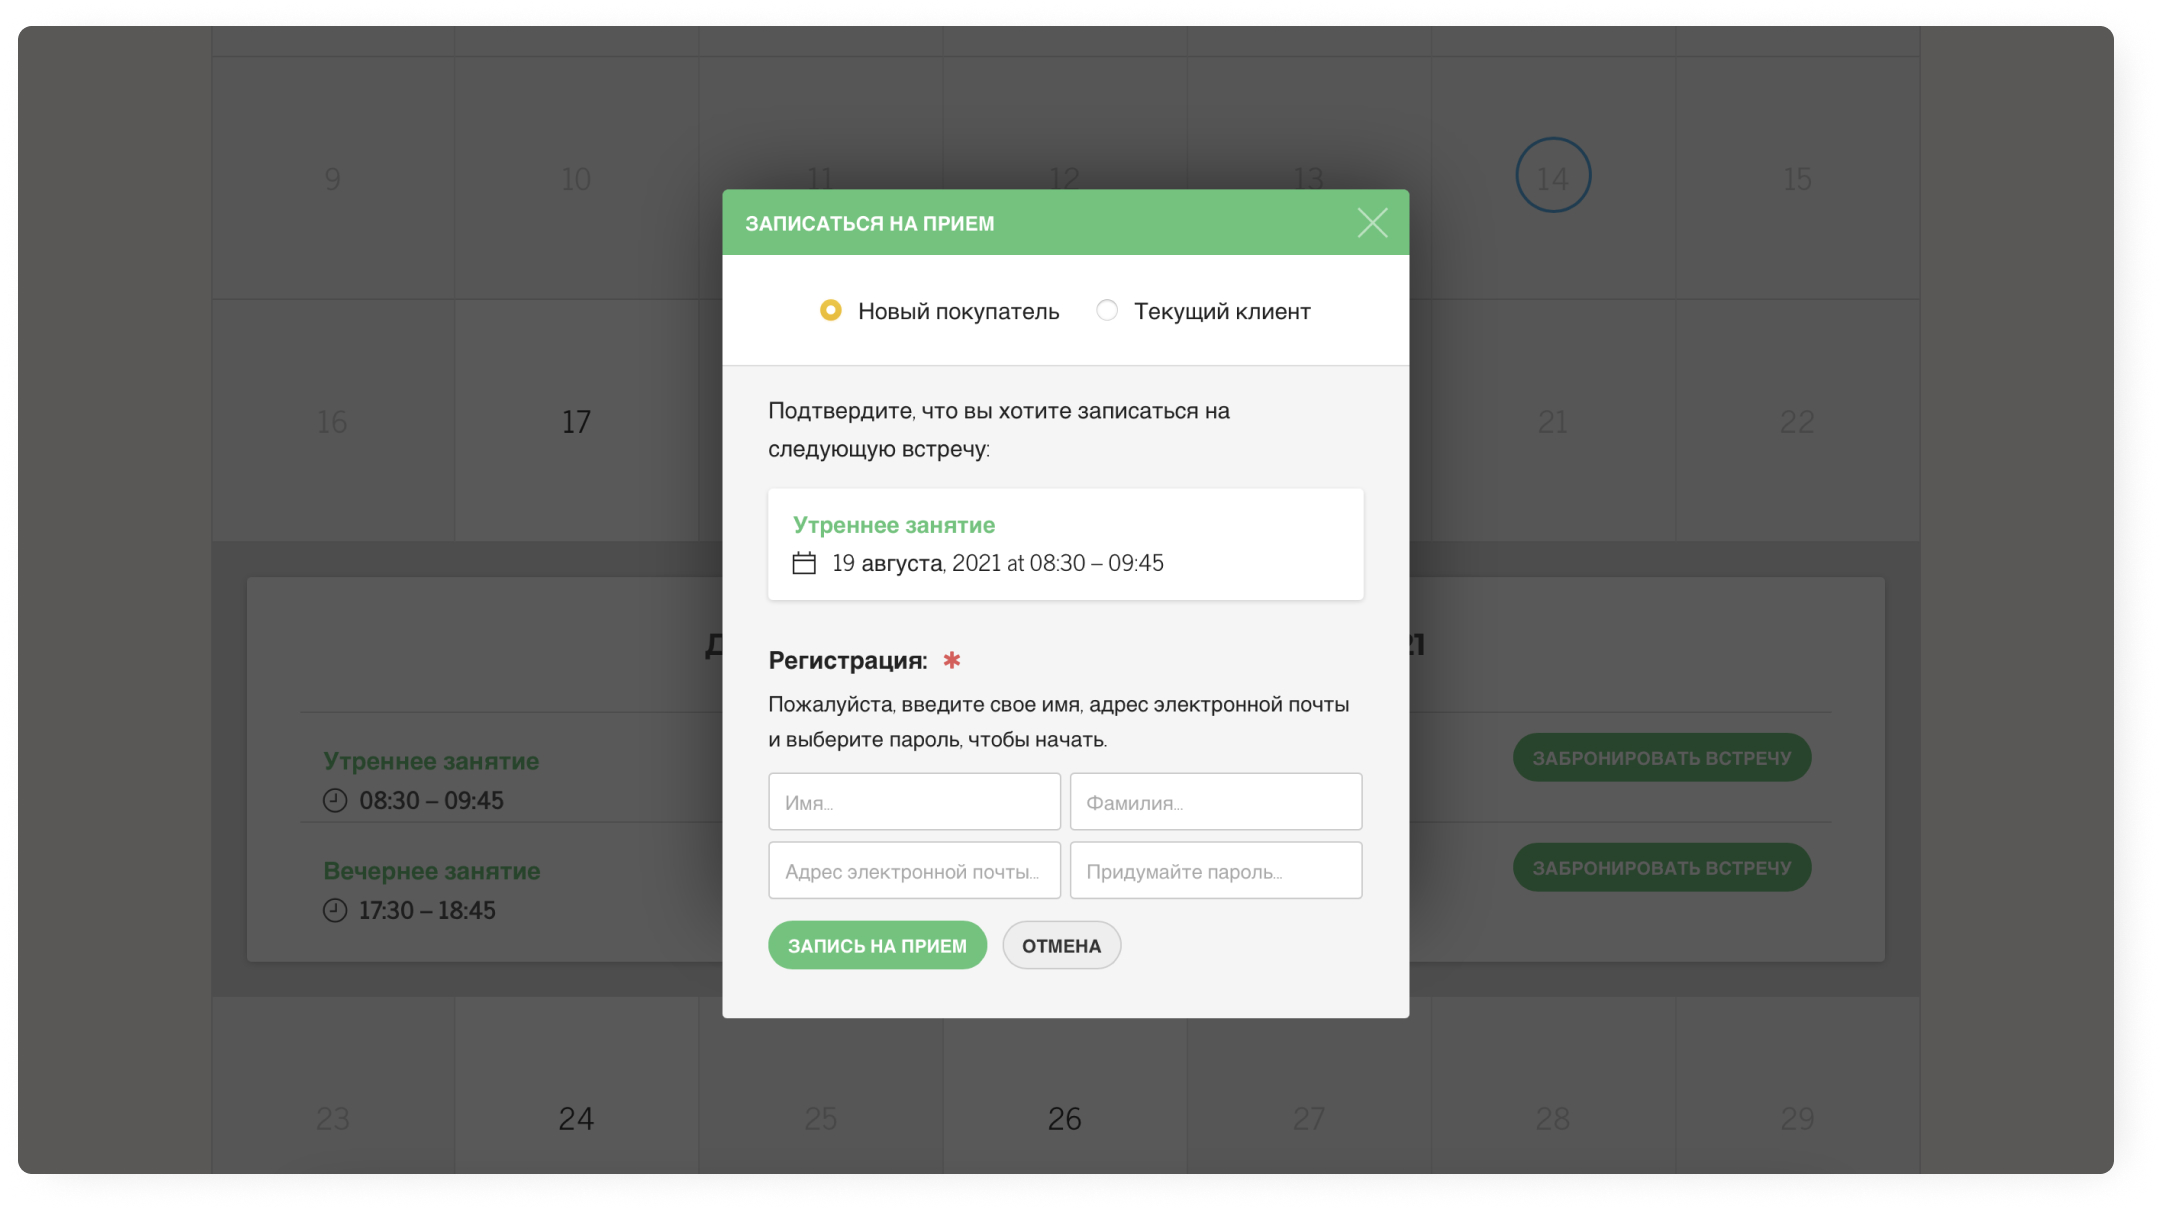 9 10 11 12 13 14 15
ЗАПИСАТЬСЯ НА ПРИЕМ
Новый покупатель Текущий клиент
Подтвердите, что вы хотите записаться на
следующую встречу:
16 17 21 22
Утреннее занятие
19 августа, 2021 at 08:30 – 09:45
Регистрация: *
Пожалуйста, введите свое имя, адрес электронной почты
и выберите пароль, чтобы начать.
Имя... Фамилия...
Адрес электронной почты... Придумайте пароль...
ЗАПИСЬ НА ПРИЕМ ОТМЕНА
Утреннее занятие
08:30 – 09:45
ЗАБРОНИРОВАТЬ ВСТРЕЧУ
Вечернее занятие
17:30 – 18:45
ЗАБРОНИРОВАТЬ ВСТРЕЧУ
23 24 25 26 27 28 29